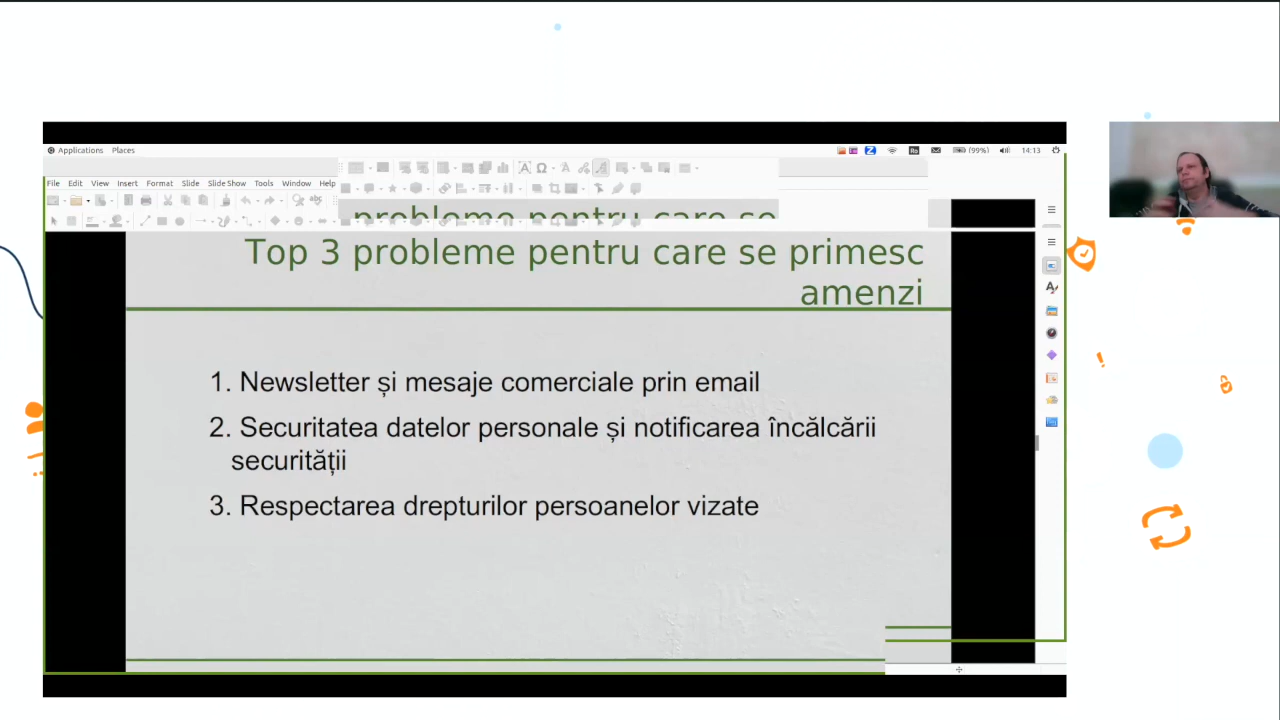 Applications Places
Ro
(99%)
14:13
File Edit View Insert Format Slide Slide Show Tools Window Help
probleme pentru care se
Top 3 probleme pentru care se primesc
amenzi
1. Newsletter și mesaje comerciale prin email
2. Securitatea datelor personale și notificarea încălcării
securității
3. Respectarea drepturilor persoanelor vizate